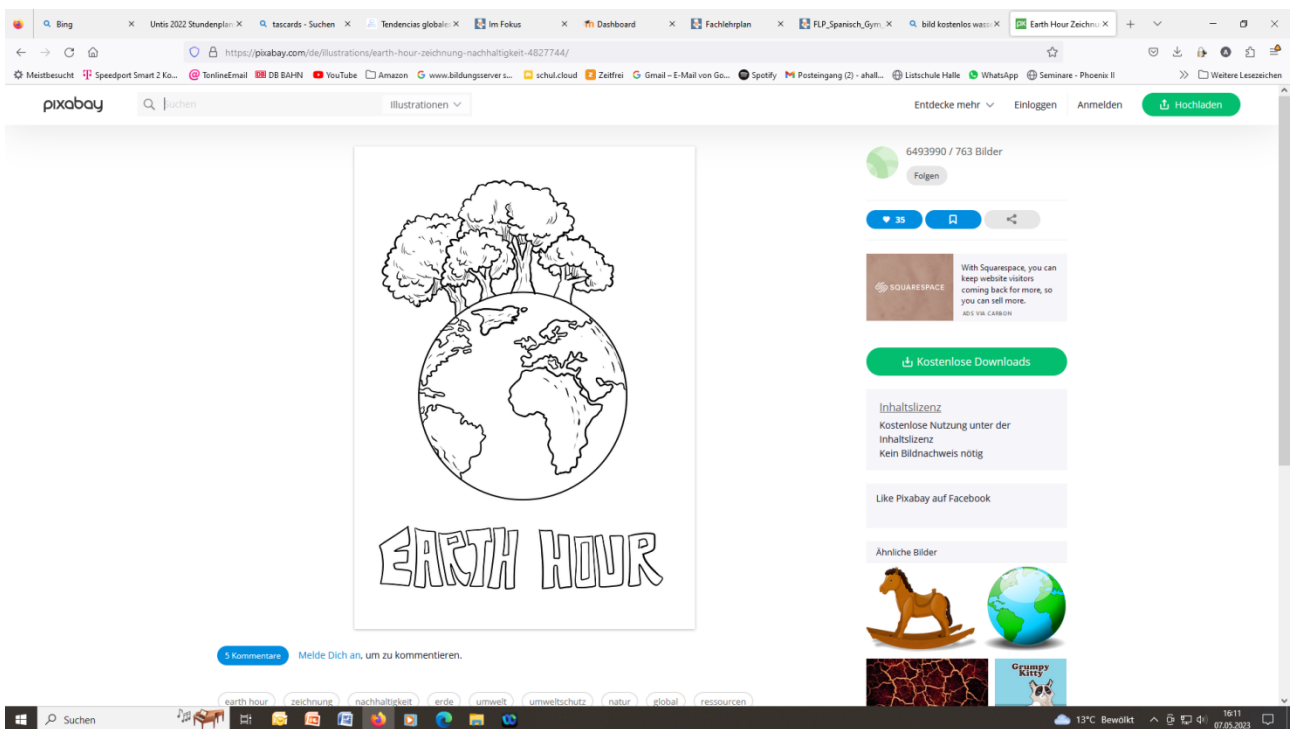 Bing
Untis 2022 Stundenplan
tascards - Suchen
Tendencias globales
Im Fokus
Dashboard
Fachlehrplan
FLP_Spanisch_Gym_
bild kostenlos wasse
Earth Hour Zeichnu
https://pixabay.com/de/illustrations/earth-hour-zeichnung-nachhaltigkeit-4827744/
Meistbesucht Speedport Smart 2 Ko... TonlineEmail DB BAHN YouTube Amazon www.bildungsserver s... schul.cloud Zeitfrei Gmail – E-Mail von Go... Spotify Posteingang (2) - ahall... Listschule Halle WhatsApp Seminare - Phoenix II Weitere Lesezeichen
pixabay Suchen Illustrationen Entdecke mehr Einloggen Anmelden Hochladen
6493990 / 763 Bilder
Folgen
35
SQUARESPACE
With Squarespace, you can
keep website visitors
coming back for more, so
you can sell more.
ADS VIA CARBON
Kostenlose Downloads
Inhaltslizenz
Kostenlose Nutzung unter der
Inhaltslizenz
Kein Bildnachweis nötig
Like Pixabay auf Facebook
EARTH HOUR
Ähnliche Bilder
Grumpy
Kitty
5 Kommentare Melde Dich an, um zu kommentieren.
earth hour zeichnung nachhaltigkeit erde umwelt umweltschutz natur global ressourcen
Suchen
13°C Bewölkt
16:11
07.05.2023